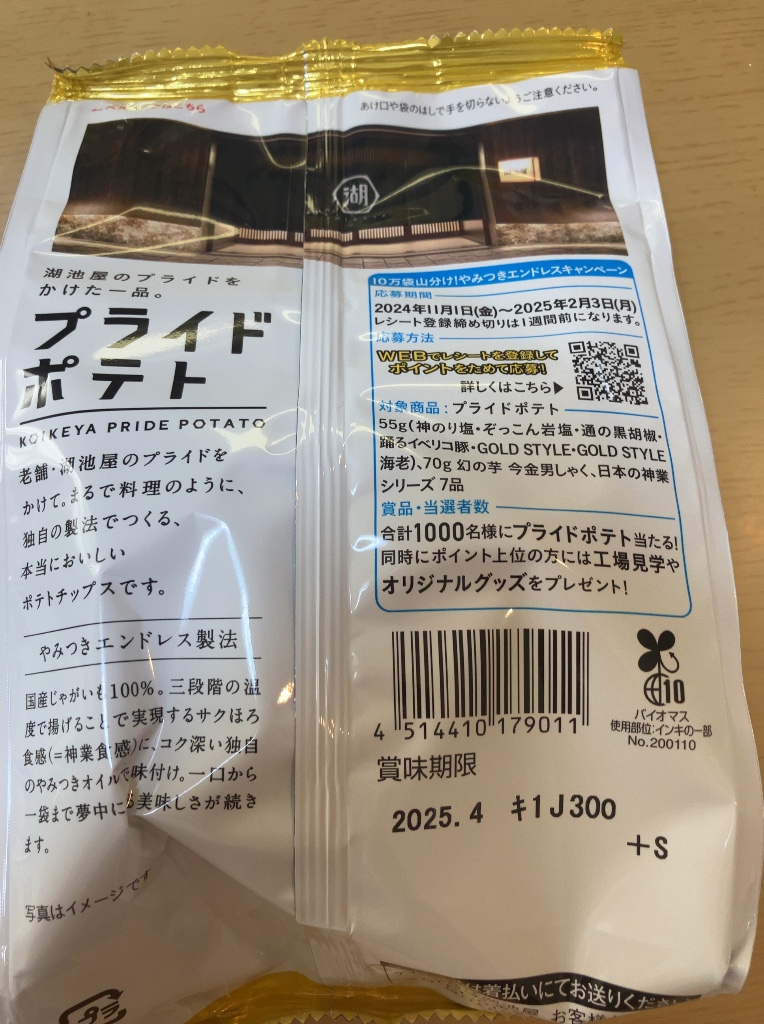 あけ口や袋のはしで手を切らないようご注意ください。
湖
湖池屋のプライドを
かけた一品。
プライド
ポテト
KOIKEYA PRIDE POTATO
老舗・湖池屋のプライドを
かけて。まるで料理のように、
独自の製法でつくる、
本当においしい
ポテトチップスです。
やみつきエンドレス製法
国産じゃがいも100%。三段階の温
度で揚げることで実現するサクほろ
食感(=神業食感)に、コク深い独自
のやみつきオイルで味付け。一口から
一袋まで夢中になる美味しさが続き
ます。
写真はイメージです
10万袋山分け!やみつきエンドレスキャンペーン
応募期間
2024年11月1日(金)〜2025年2月3日(月)
レシート登録締め切りは1週間前になります。
応募方法
WEBでレシートを登録して
ポイントをためて応募!
詳しくはこちら▶
対象商品:プライドポテト
55g(神のり塩・ぞっこん岩塩・通の黒胡椒・
踊るイベリコ豚・GOLD STYLE・GOLD STYLE
海老)、70g 幻の芋 今金男しゃく、日本の神業
シリーズ 7品
賞品・当選者数
合計1000名様にプライドポテト当たる!
同時にポイント上位の方には工場見学や
オリジナルグッズをプレゼント!
4 514410 179011
10
バイオマス
使用部位:インキの一部
No.200110
賞味期限
2025.4 キ1J300
+S
着払いにてお送りくださ
お客様